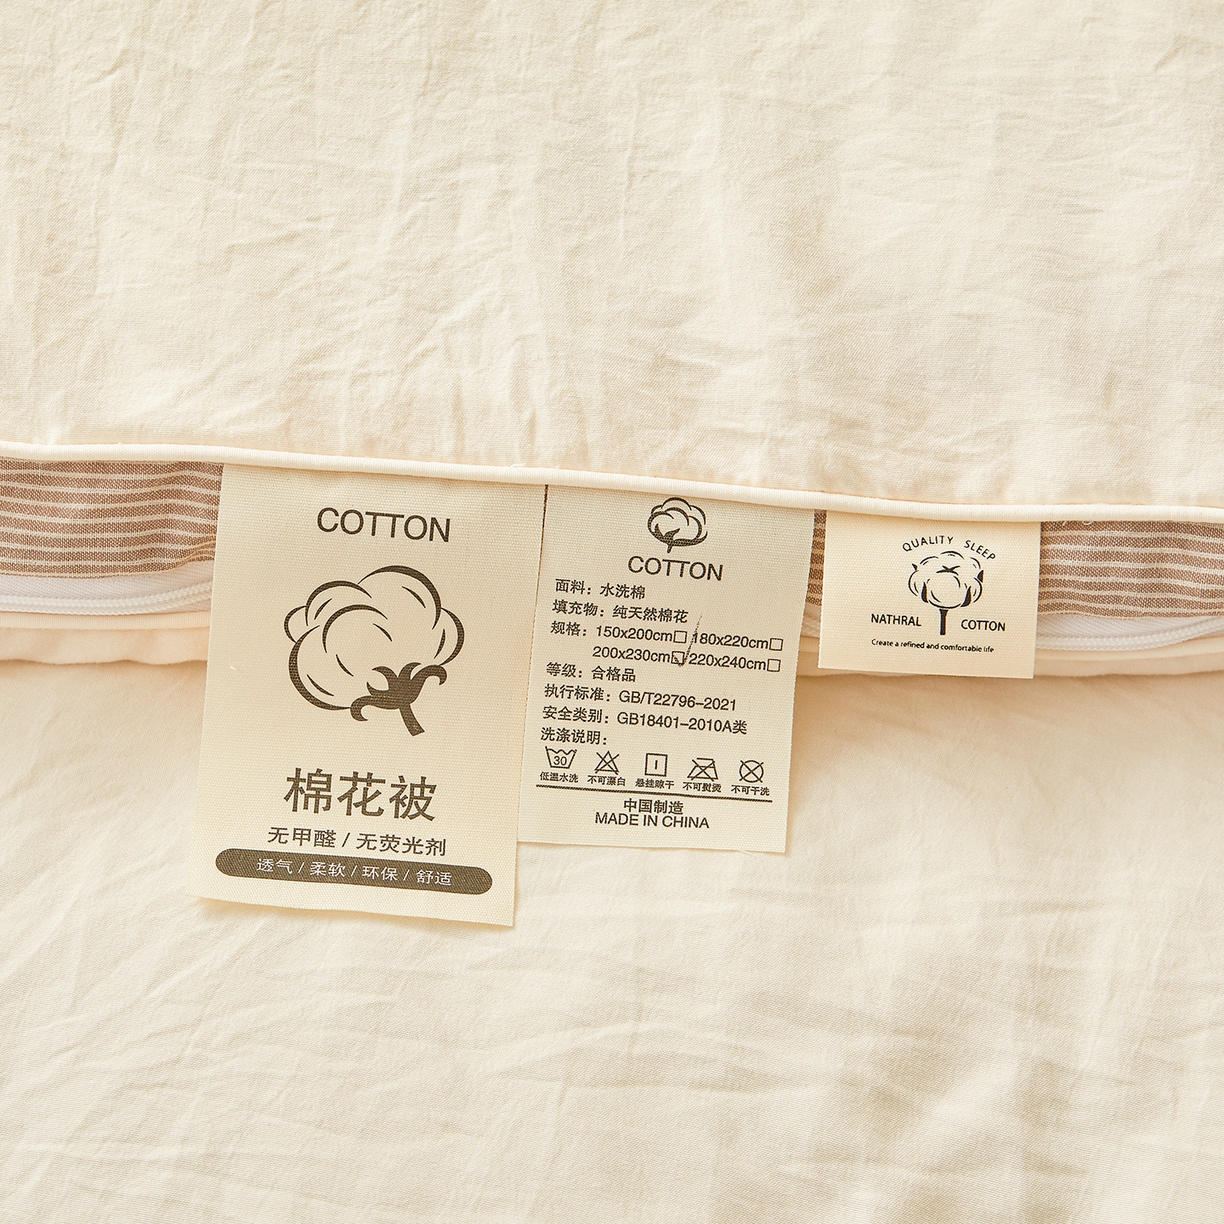 COTTON
棉花被
无甲醛 / 无荧光剂
透气 / 柔软 / 环保 / 舒适
COTTON
面料：水洗棉
填充物：纯天然棉花
规格：150x200cm□ 180x220cm□
200x230cm☑ 220x240cm□
等级：合格品
执行标准：GB/T22796-2021
安全类别：GB18401-2010A类
洗涤说明：
30
低温水洗 不可漂白 悬挂晾干 不可熨烫 不可干洗
中国制造
MADE IN CHINA
QUALITY SLEEP
NATHRAL COTTON
Create a refined and comfortable life